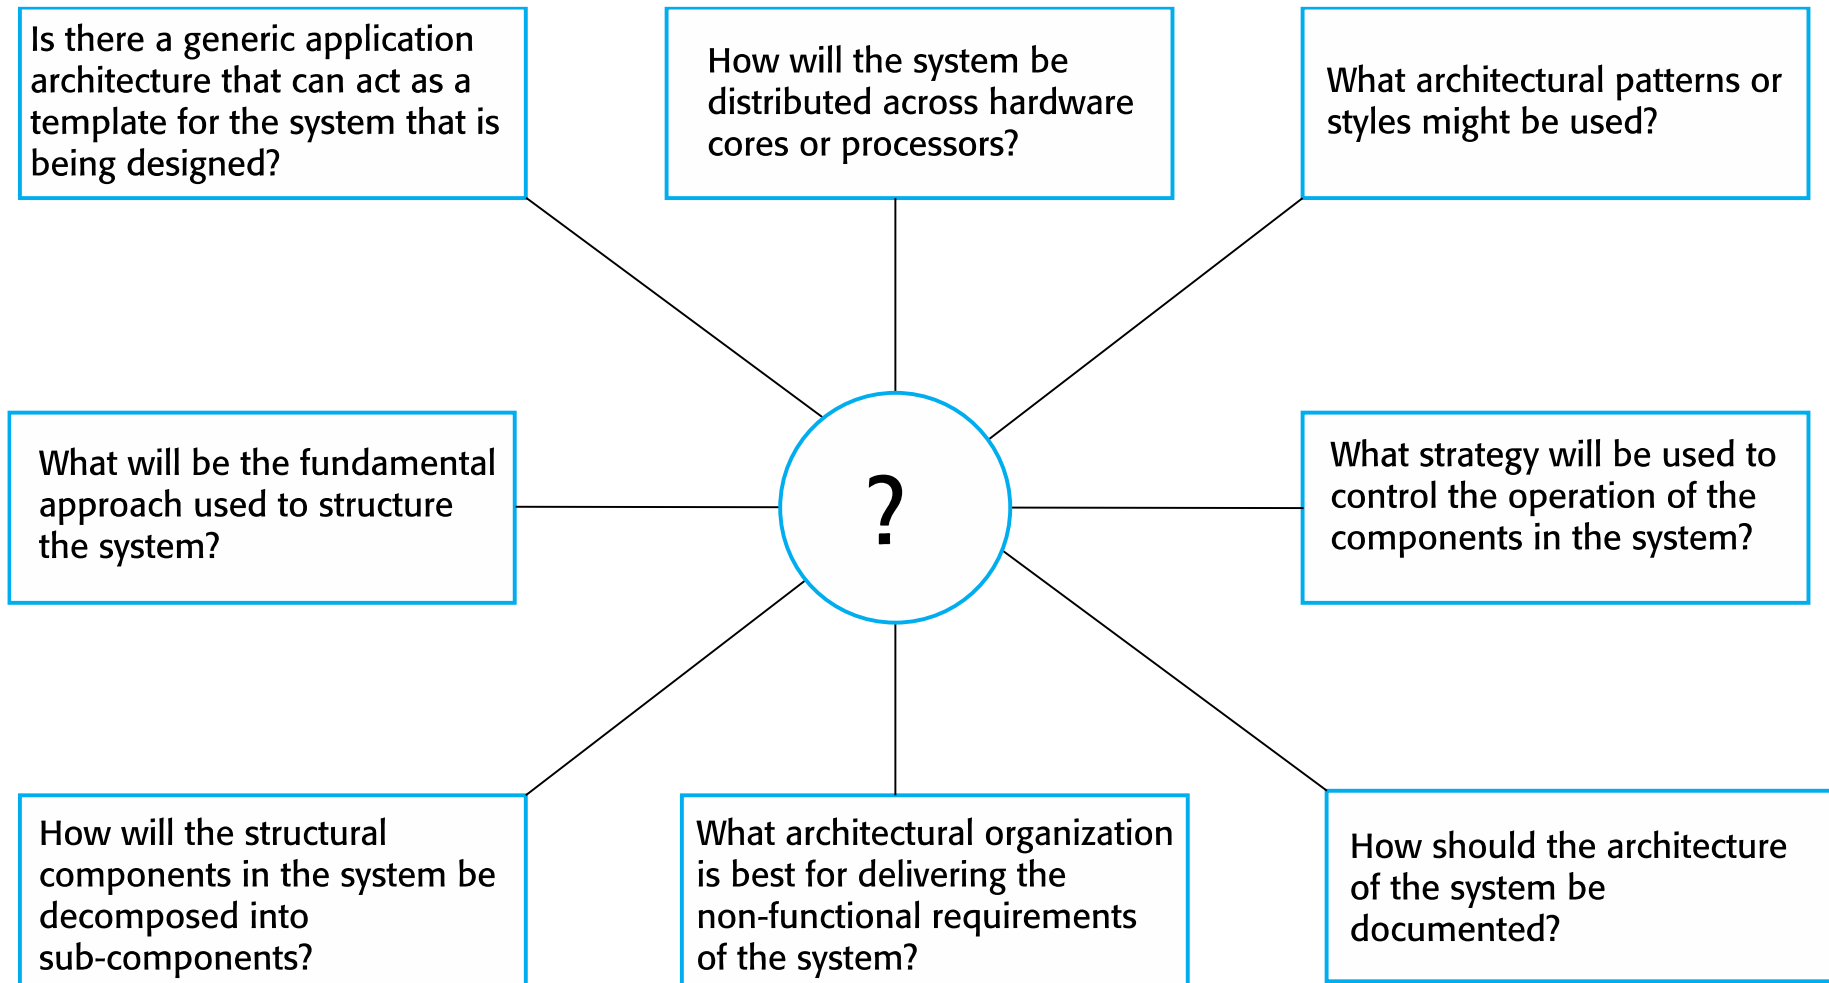 Is there a generic application
architecture that can act as a
template for the system that is
being designed?
How will the system be
distributed across hardware
cores or processors?
What architectural patterns or
styles might be used?
What will be the fundamental
approach used to structure
the system?
?
What strategy will be used to
control the operation of the
components in the system?
How will the structural
components in the system be
decomposed into
sub-components?
What architectural organization
is best for delivering the
non-functional requirements
of the system?
How should the architecture
of the system be
documented?